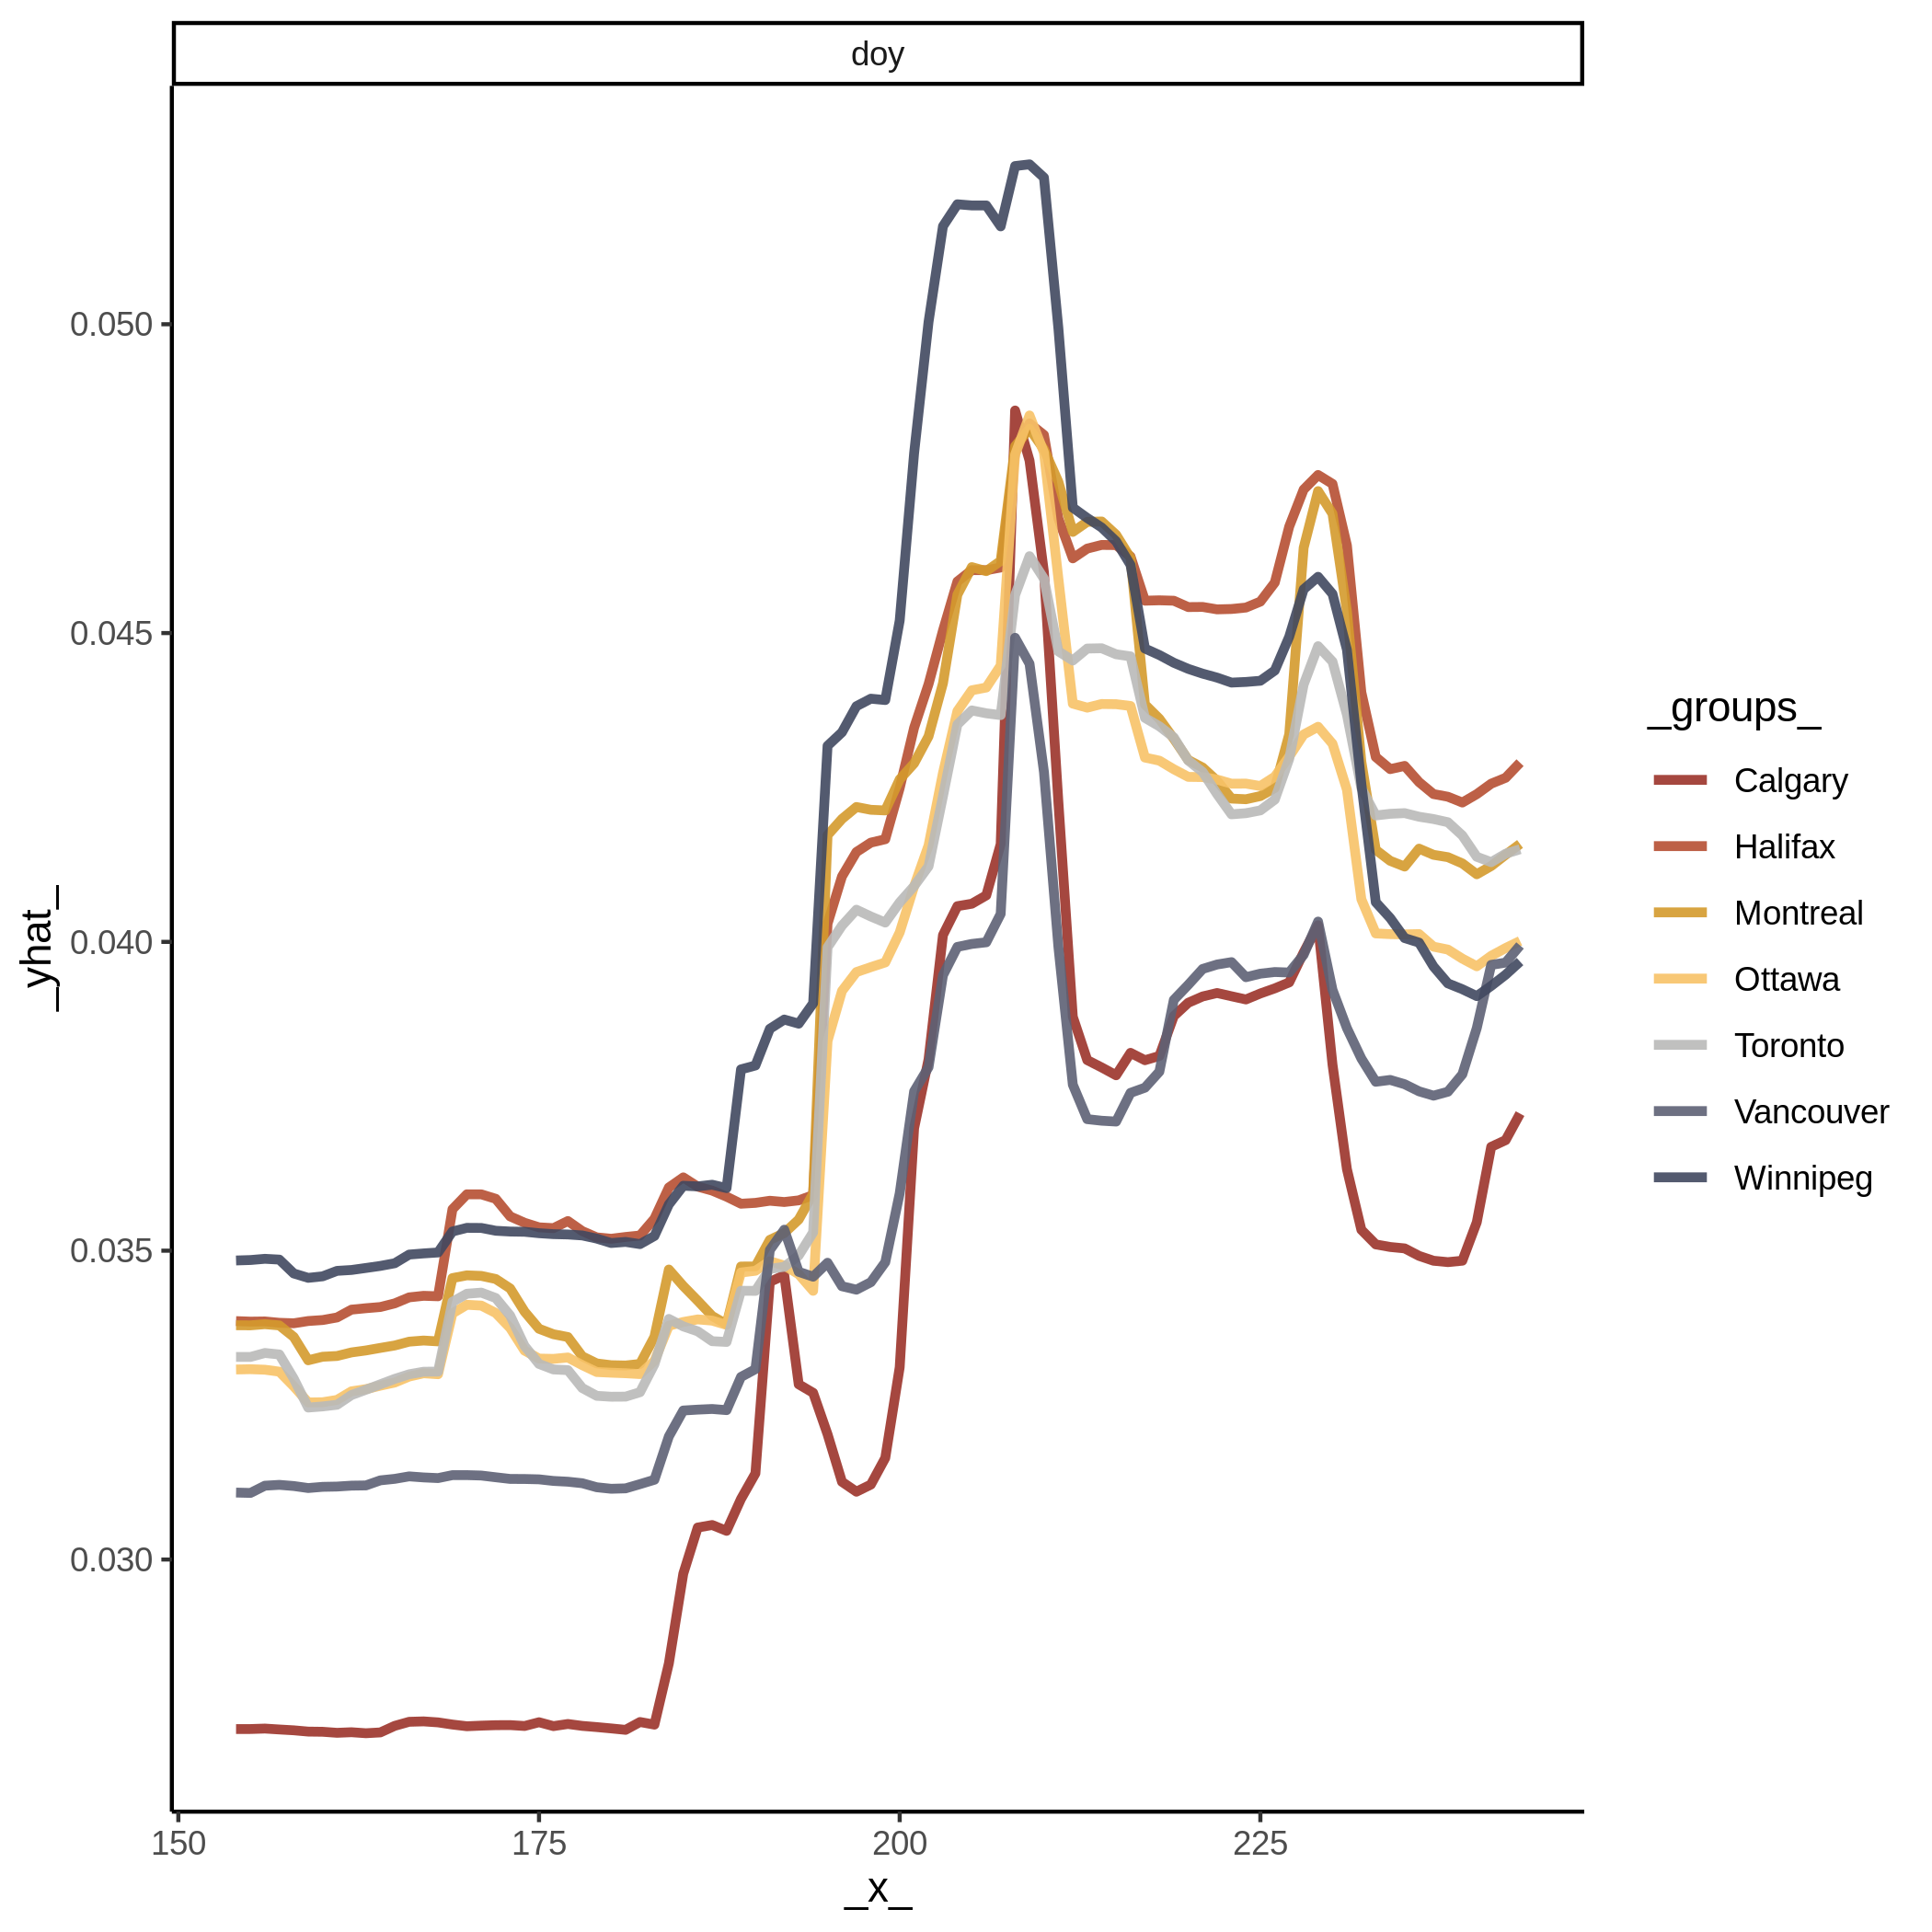 doy
0.050
0.045
0.040
0.035
0.030
_yhat_
150 175 200 225
_x_
_groups_
Calgary
Halifax
Montreal
Ottawa
Toronto
Vancouver
Winnipeg